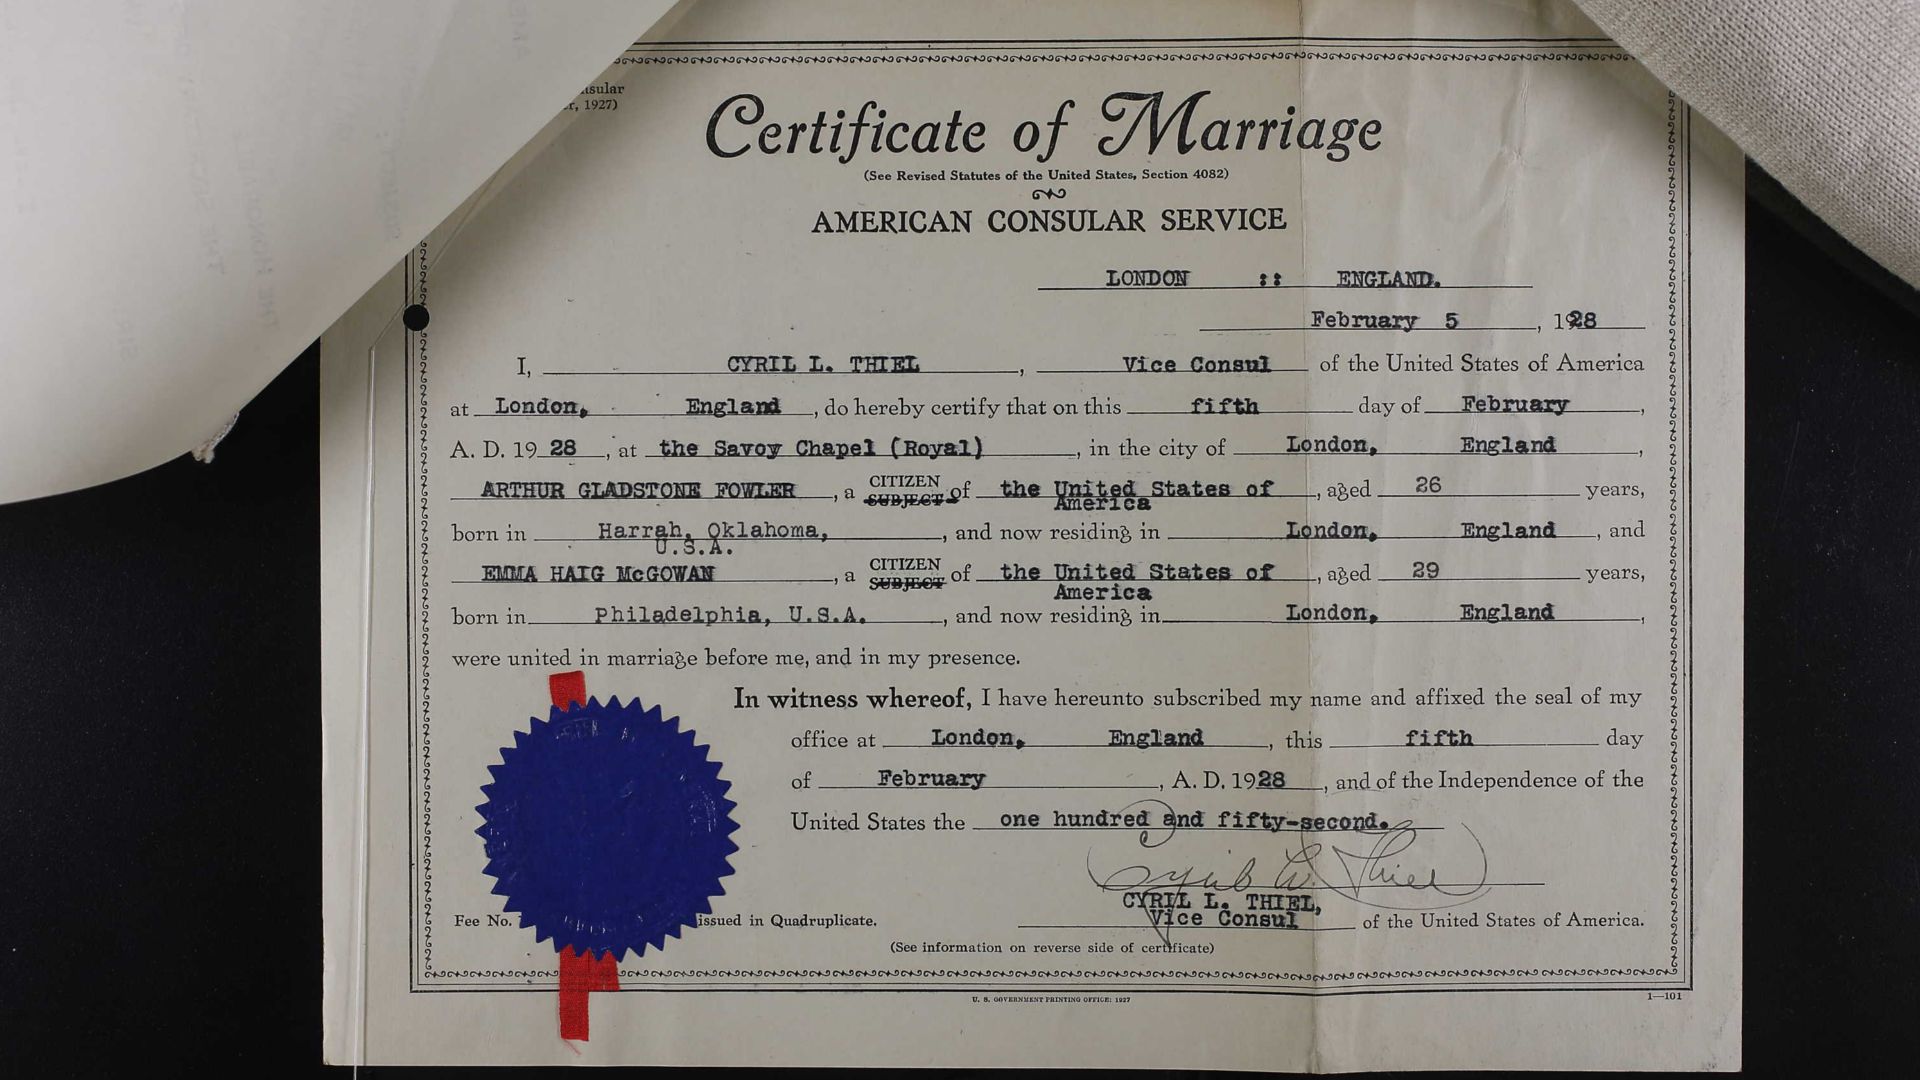 nsular
r, 1927)
Certificate of Marriage
(See Revised Statutes of the United States, Section 4082)
AMERICAN CONSULAR SERVICE
LONDON :: ENGLAND.
February 5, 1928
I, CYRIL L. THIEL, Vice Consul of the United States of America
at London, England, do hereby certify that on this fifth day of February,
A. D. 1928, at the Savoy Chapel (Royal), in the city of London, England,
ARTHUR GLADSTONE FOWLER, a CITIZEN SUBJECT of the United States of America, aged 26 years,
born in Harrah, Oklahoma, U.S.A., and now residing in London, England, and
EMMA HAIG McGOWAN, a CITIZEN SUBJECT of the United States of America, aged 29 years,
born in Philadelphia, U.S.A., and now residing in London, England,
were united in marriage before me, and in my presence.
In witness whereof, I have hereunto subscribed my name and affixed the seal of my
office at London, England, this fifth day
of February, A. D. 1928, and of the Independence of the
United States the one hundred and fifty-second.
Cyril L. Thiel
CYRIL L. THIEL,
Vice Consul of the United States of America.
Fee No. issued in Quadruplicate.
(See information on reverse side of certificate)
U. S. GOVERNMENT PRINTING OFFICE: 1927
1—101